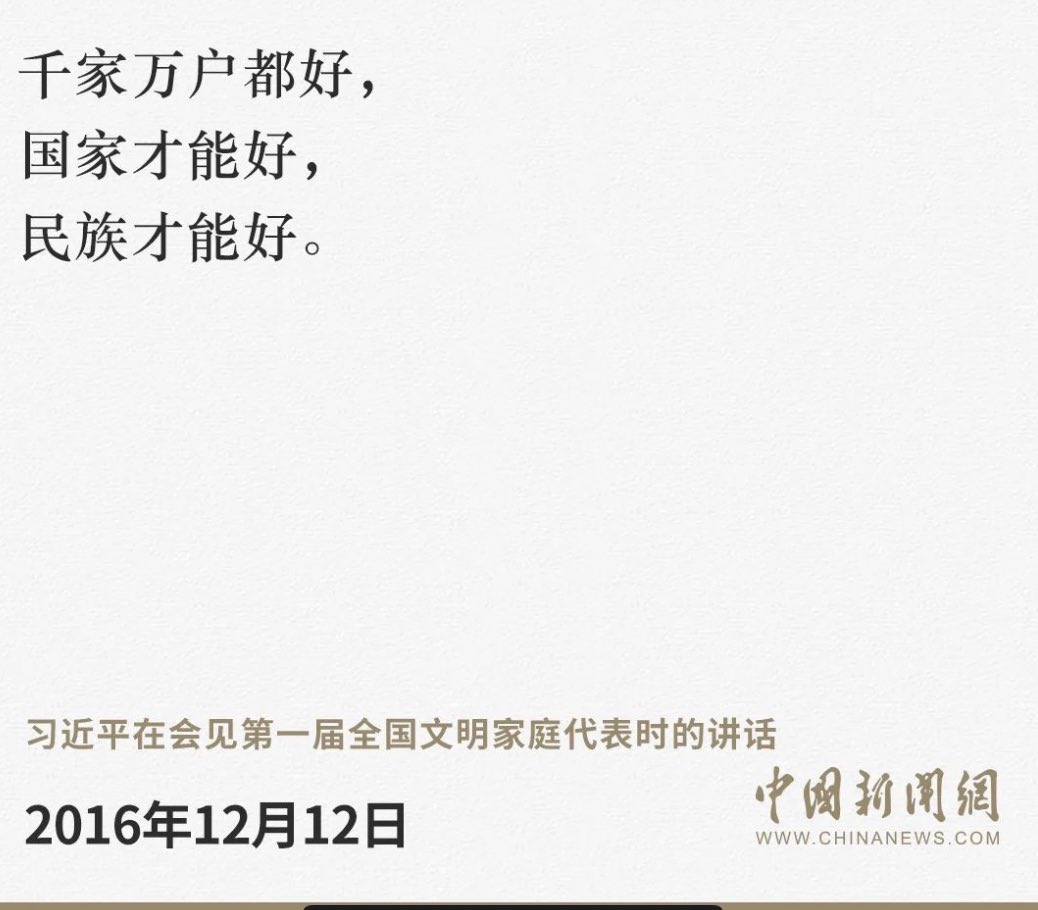 千家万户都好，
国家才能好，
民族才能好。
习近平在会见第一届全国文明家庭代表时的讲话
2016年12月12日
中国新闻網
WWW.CHINANEWS.COM